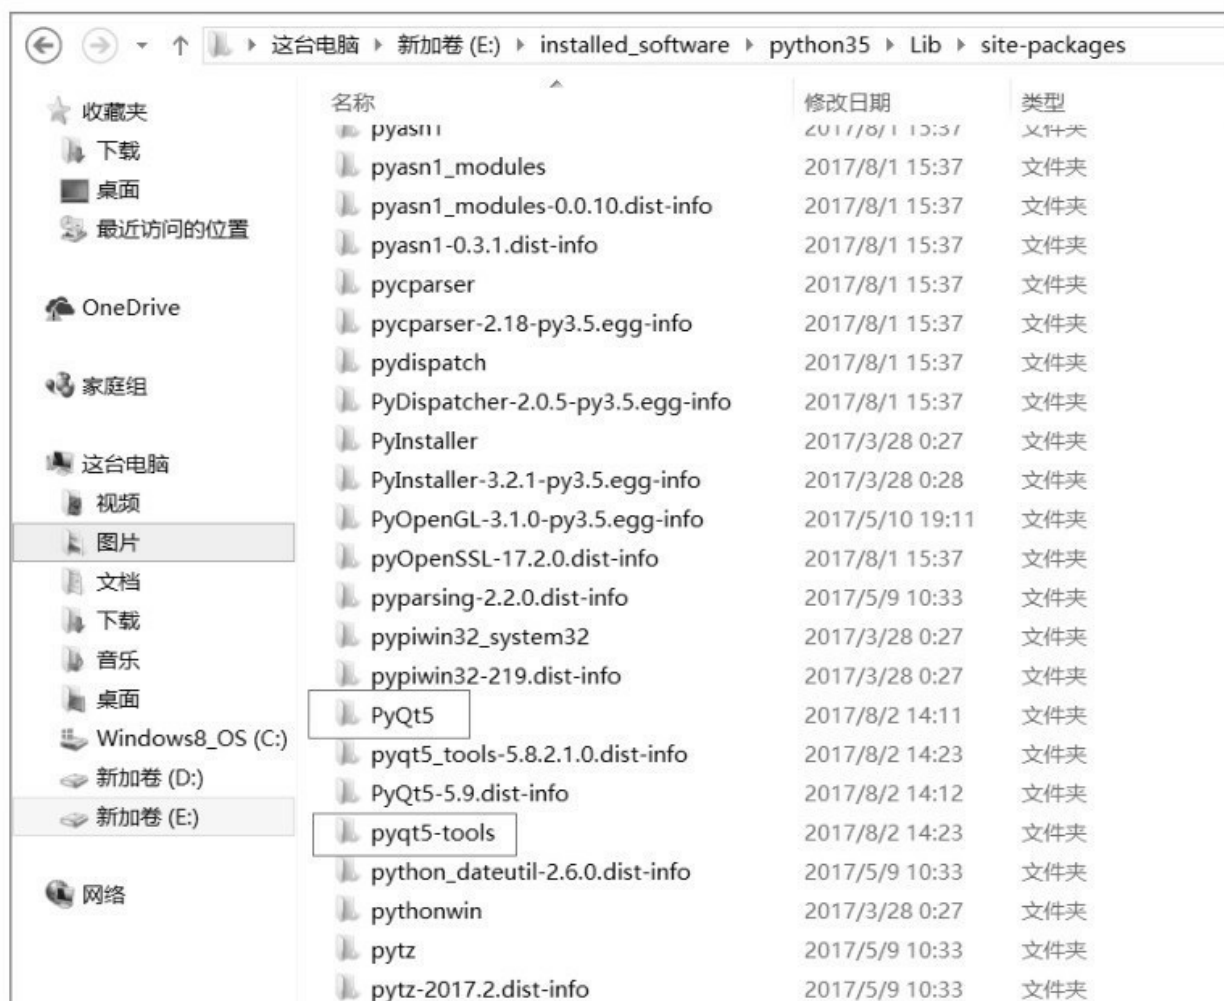 这台电脑 新加卷 (E:) installed_software python35 Lib site-packages
收藏夹
下载
桌面
最近访问的位置
OneDrive
家庭组
这台电脑
视频
图片
文档
下载
音乐
桌面
Windows8_OS (C:)
新加卷 (D:)
新加卷 (E:)
网络
名称 修改日期 类型
pyasn1 2017/8/1 15:37 文件夹
pyasn1_modules 2017/8/1 15:37 文件夹
pyasn1_modules-0.0.10.dist-info 2017/8/1 15:37 文件夹
pyasn1-0.3.1.dist-info 2017/8/1 15:37 文件夹
pycparser 2017/8/1 15:37 文件夹
pycparser-2.18-py3.5.egg-info 2017/8/1 15:37 文件夹
pydispatch 2017/8/1 15:37 文件夹
PyDispatcher-2.0.5-py3.5.egg-info 2017/8/1 15:37 文件夹
PyInstaller 2017/3/28 0:27 文件夹
PyInstaller-3.2.1-py3.5.egg-info 2017/3/28 0:28 文件夹
PyOpenGL-3.1.0-py3.5.egg-info 2017/5/10 19:11 文件夹
pyOpenSSL-17.2.0.dist-info 2017/8/1 15:37 文件夹
pyparsing-2.2.0.dist-info 2017/5/9 10:33 文件夹
pypiwin32_system32 2017/3/28 0:27 文件夹
pypiwin32-219.dist-info 2017/3/28 0:27 文件夹
PyQt5 2017/8/2 14:11 文件夹
pyqt5_tools-5.8.2.1.0.dist-info 2017/8/2 14:23 文件夹
PyQt5-5.9.dist-info 2017/8/2 14:12 文件夹
pyqt5-tools 2017/8/2 14:23 文件夹
python_dateutil-2.6.0.dist-info 2017/5/9 10:33 文件夹
pythonwin 2017/3/28 0:27 文件夹
pytz 2017/5/9 10:33 文件夹
pytz-2017.2.dist-info 2017/5/9 10:33 文件夹